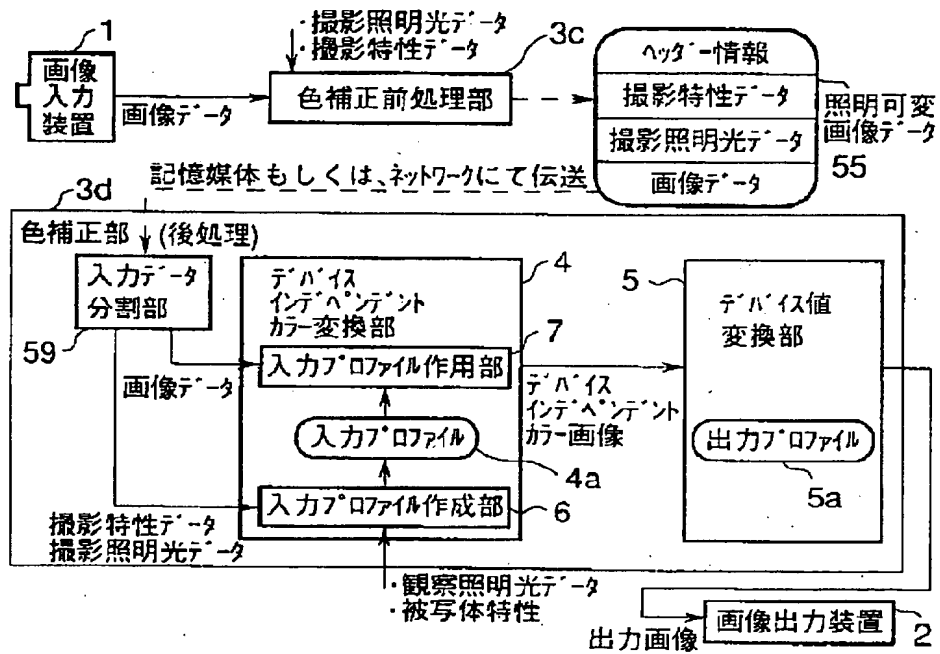 1
画像
入力
装置
画像データ
・撮影照明光データ
・撮影特性データ
3c
色補正前処理部
ヘッダー情報
撮影特性データ
撮影照明光データ
画像データ
照明可変
画像データ
55
記憶媒体もしくは、ネットワークにて伝送
3d
色補正部
(後処理)
入力データ
分割部
59
画像データ
デバイス
インデペンデント
カラー変換部
4
7
入力プロファイル作用部
入力プロファイル
4a
入力プロファイル作成部
6
撮影特性データ
撮影照明光データ
・観察照明光データ
・被写体特性
デバイス
インデペンデント
カラー画像
5
デバイス値
変換部
出力プロファイル
5a
出力画像
画像出力装置
2